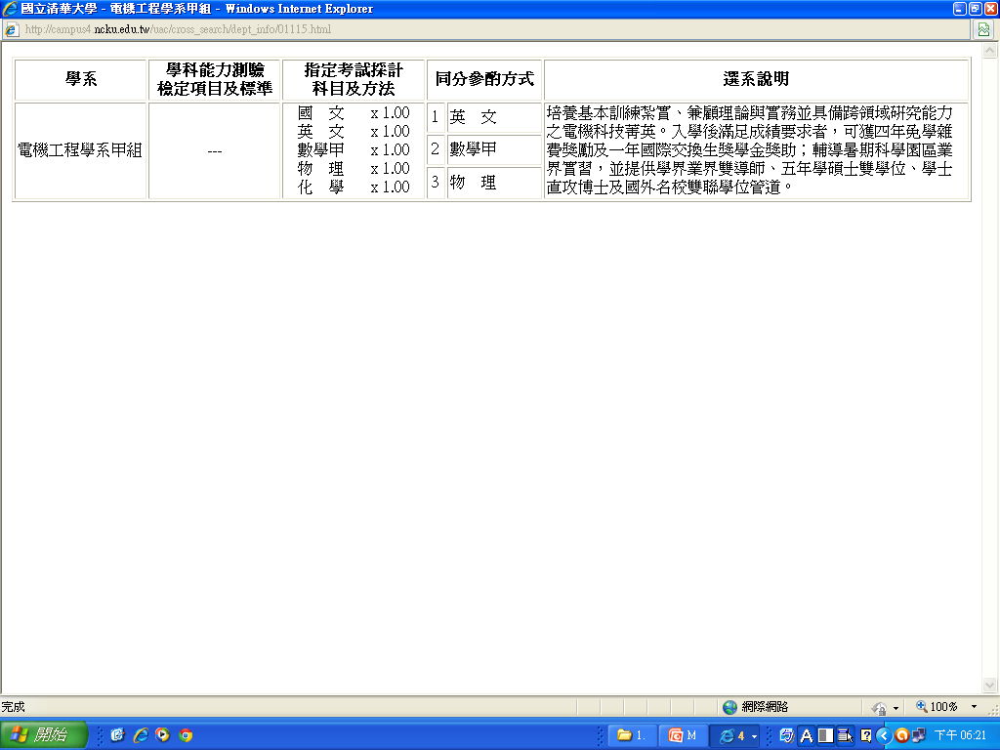 國立清華大學 - 電機工程學系甲組 - Windows Internet Explorer
http://campus4.ncku.edu.tw/uac/cross_search/dept_info/01115.html
學系
學科能力測驗
檢定項目及標準
指定考試採計
科目及方法
同分參酌方式
選系說明
電機工程學系甲組
---
國 文 x 1.00
英 文 x 1.00
數學甲 x 1.00
物 理 x 1.00
化 學 x 1.00
1 英 文
2 數學甲
3 物 理
培養基本訓練紮實、兼顧理論與實務並具備跨領域研究能力
之電機科技菁英。入學後滿足成績要求者，可獲四年免學雜
費獎勵及一年國際交換生獎學金獎助；輔導暑期科學園區業
界實習，並提供學界業界雙導師、五年學碩士雙學位、學士
直攻博士及國外名校雙聯學位管道。
完成
網際網路
100%
開始
1.
M
4
A
下午 06:21